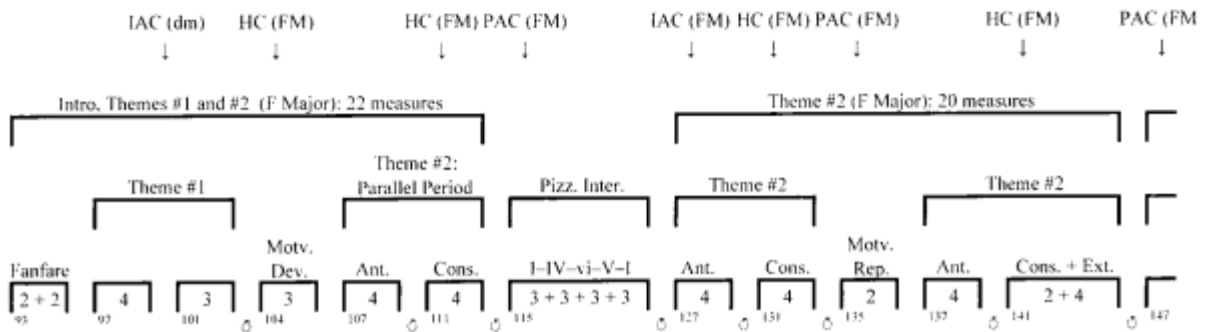 IAC (dm) HC (FM) HC (FM) PAC (FM) IAC (FM) HC (FM) PAC (FM) HC (FM) PAC (FM
Intro, Themes #1 and #2 (F Major): 22 measures Theme #2 (F Major): 20 measures
Theme #1 Theme #2: Parallel Period Pizz. Inter. Theme #2 Theme #2
Fanfare Motv. Dev. Ant. Cons. I–IV–vi–V–I Ant. Cons. Motv. Rep. Ant. Cons. + Ext.
2 + 2 4 3 3 4 4 3 + 3 + 3 + 3 4 4 2 4 2 + 4
93 97 101 104 107 111 115 127 131 135 137 141 147